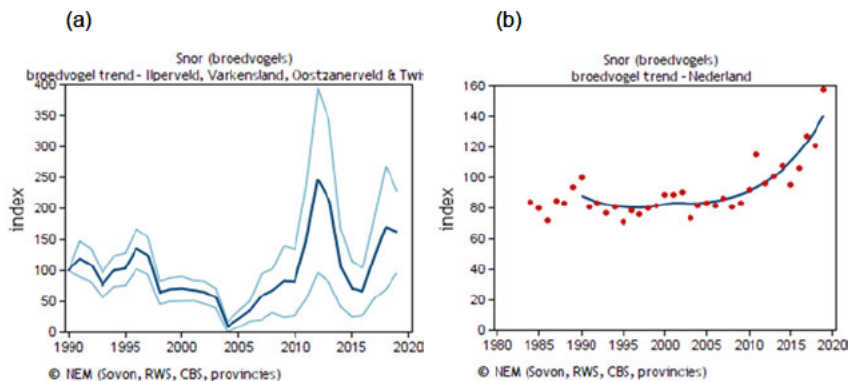 (a)
Snor (broedvogels)
broedvogel trend - Ilperveld, Varkensland, Oostzanerveld & Twis
400
350
300
250
200
150
100
50
0
index
1990 1995 2000 2005 2010 2015 2020
© NEM (Sovon, RWS, CBS, provincies)
(b)
Snor (broedvogels)
broedvogel trend - Nederland
160
140
120
100
80
60
40
20
0
index
1980 1985 1990 1995 2000 2005 2010 2015 2020
© NEM (Sovon, RWS, CBS, provincies)